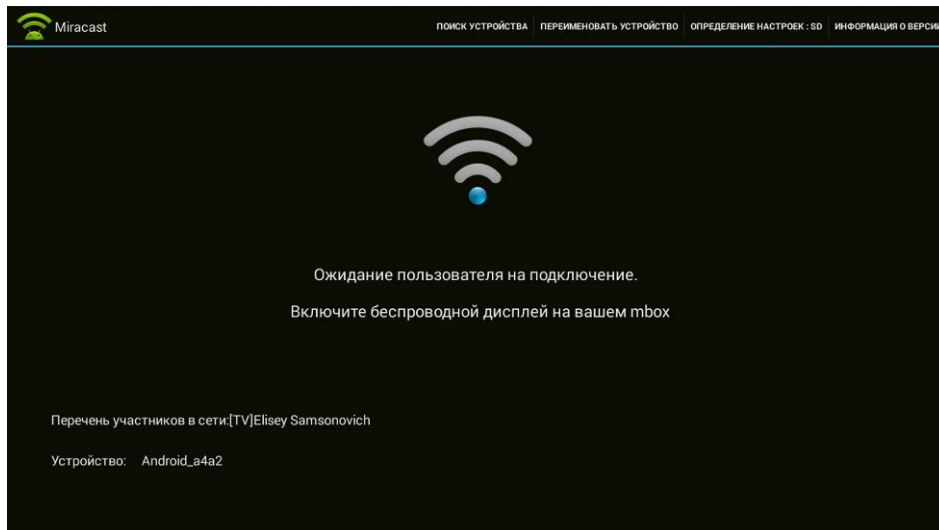 Miracast
ПОИСК УСТРОЙСТВА ПЕРЕИМЕНОВАТЬ УСТРОЙСТВО ОПРЕДЕЛЕНИЕ НАСТРОЕК : SD ИНФОРМАЦИЯ О ВЕРСИИ
Ожидание пользователя на подключение.
Включите беспроводной дисплей на вашем mbox
Перечень участников в сети:[TV]Elisey Samsonovich
Устройство: Android_a4a2